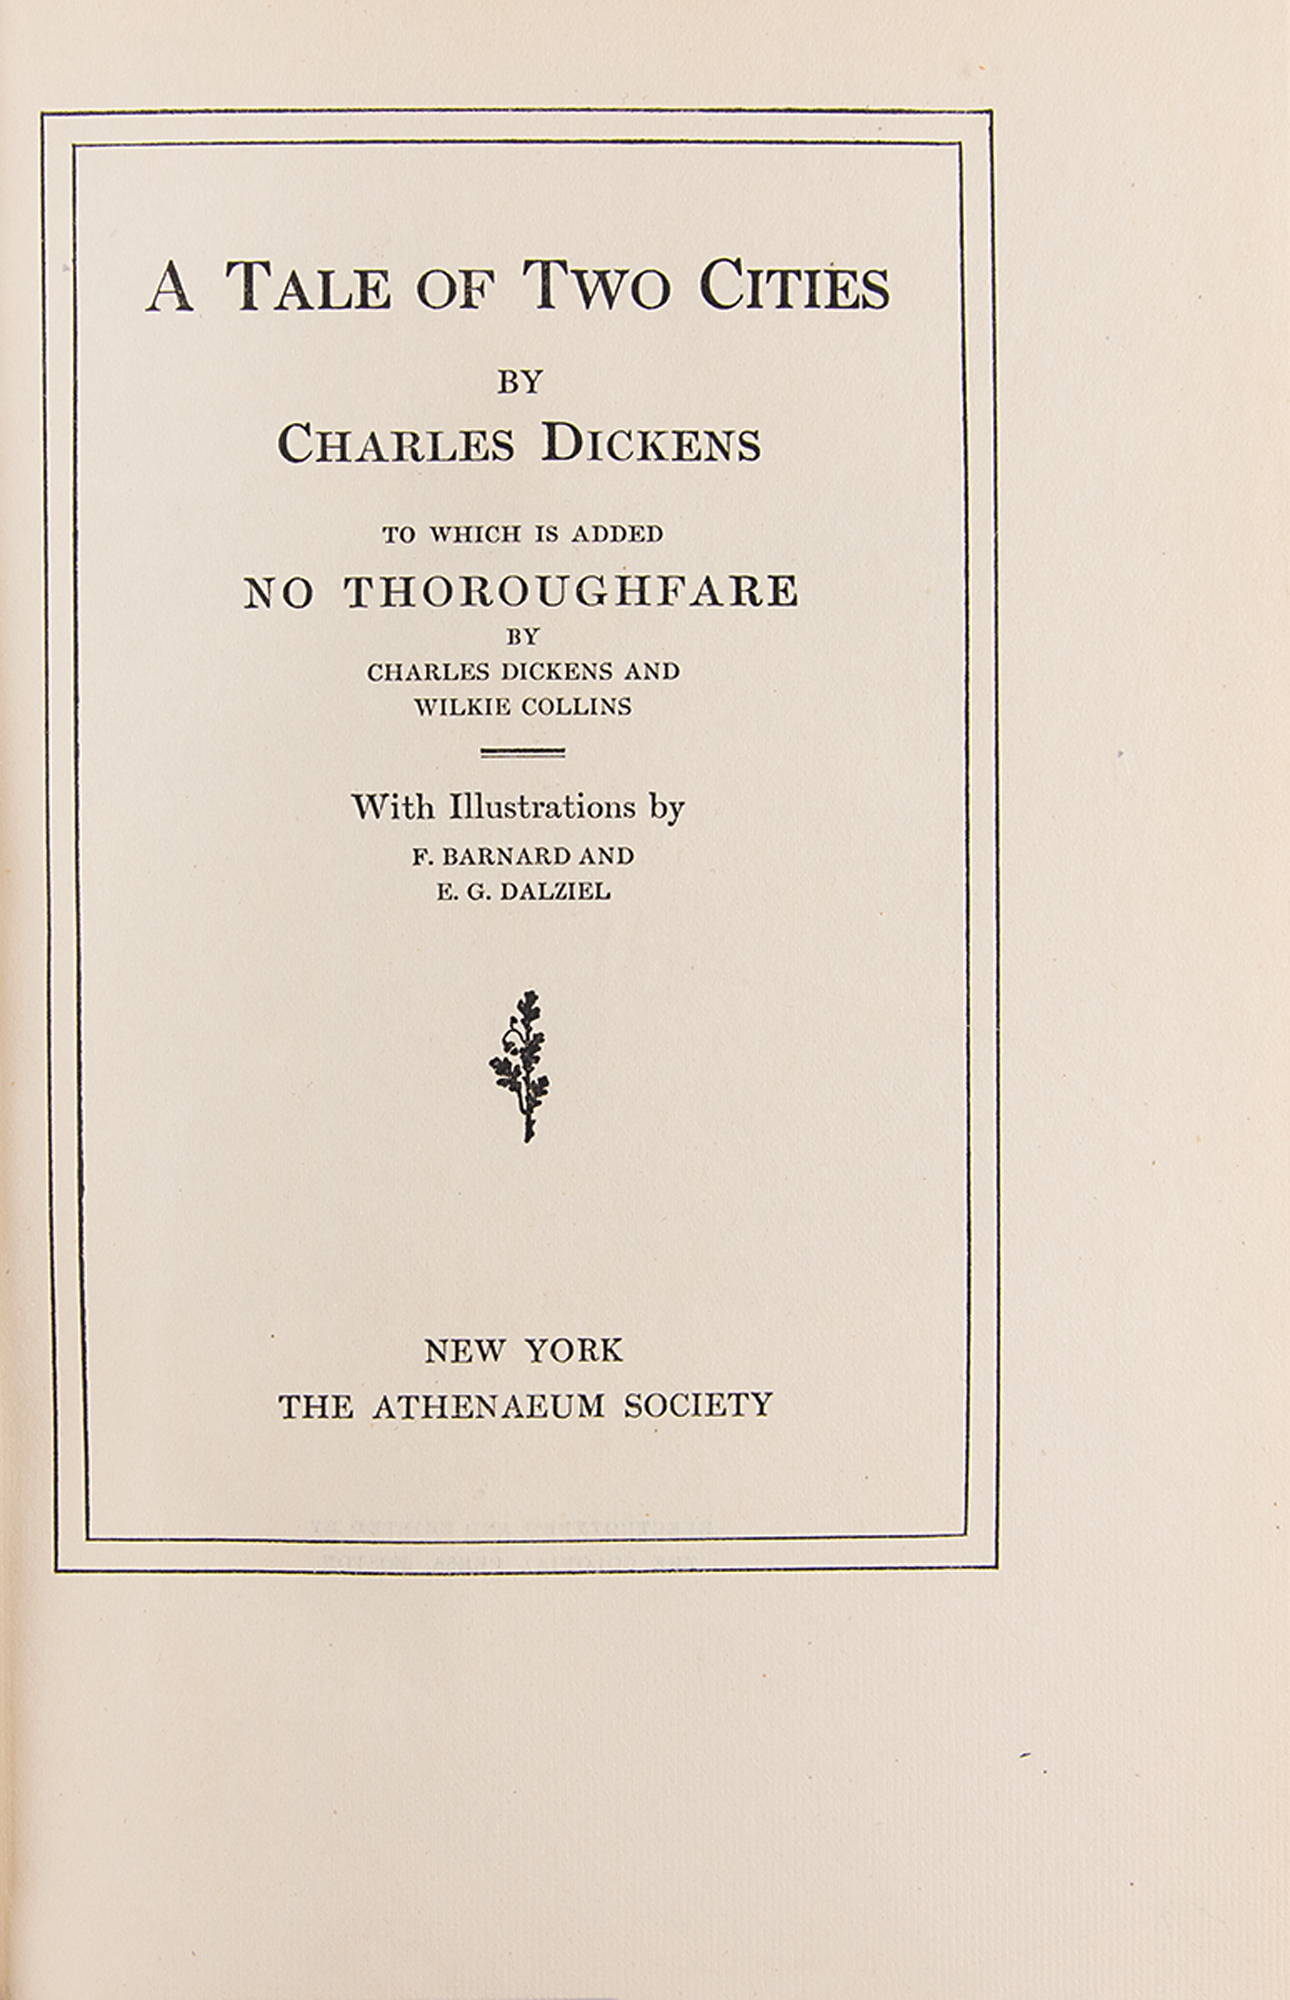 A TALE OF TWO CITIES
BY
CHARLES DICKENS
TO WHICH IS ADDED
NO THOROUGHFARE
BY
CHARLES DICKENS AND
WILKIE COLLINS
With Illustrations by
F. BARNARD AND
E. G. DALZIEL
NEW YORK
THE ATHENAEUM SOCIETY